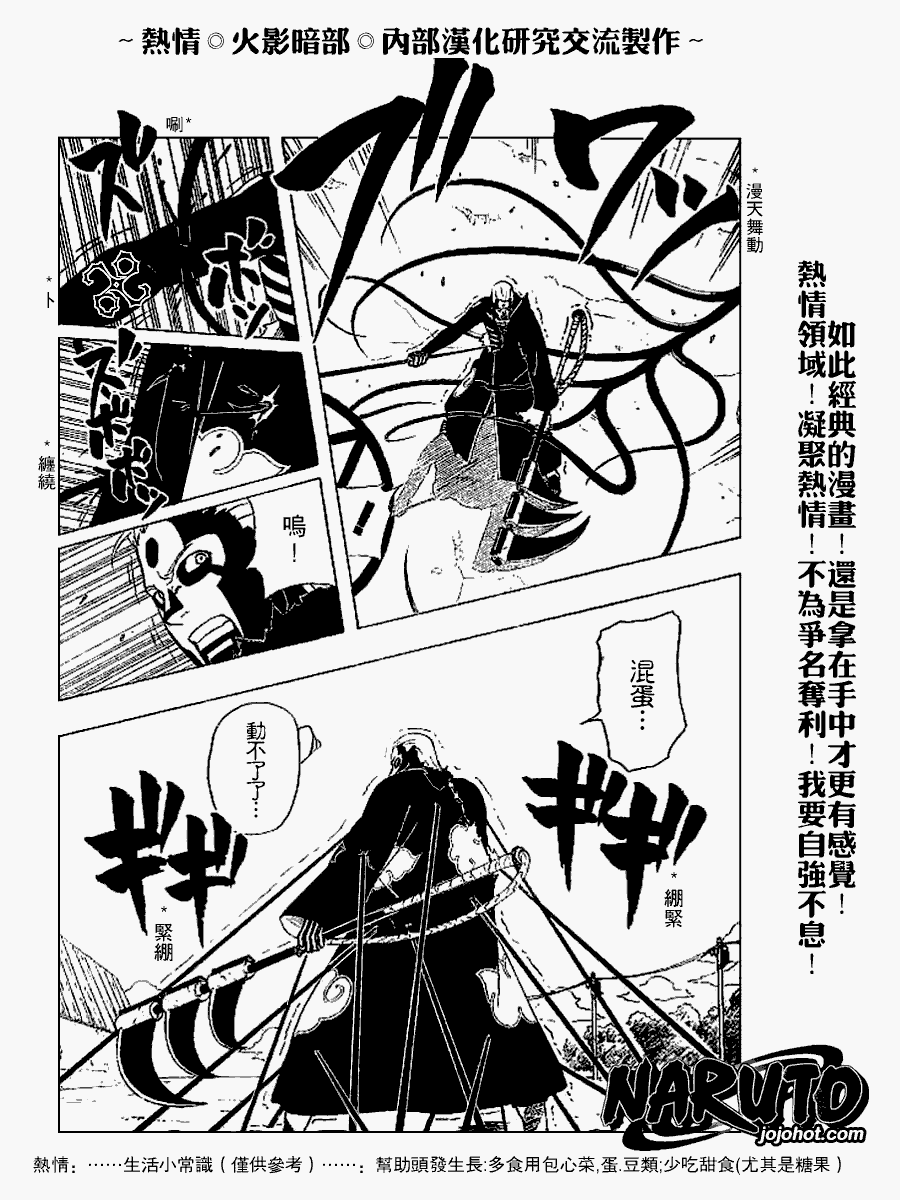 ~熱情◎火影暗部◎內部漢化研究交流製作~
*漫天舞動
ブワッ
唰*
ズ
ボッ
*卜
ズボボッ
*纏繞
嗚！
混蛋…
動不了了…
ギギ
*繃緊
ギギ
*緊繃
如此經典的漫畫！還是拿在手中才更有感覺！
熱情領域！凝聚熱情！不為爭名奪利！我要自強不息！
NARUTO
jojohot.com
熱情：……生活小常識（僅供參考）……：幫助頭發生長:多食用包心菜,蛋.豆類;少吃甜食(尤其是糖果）